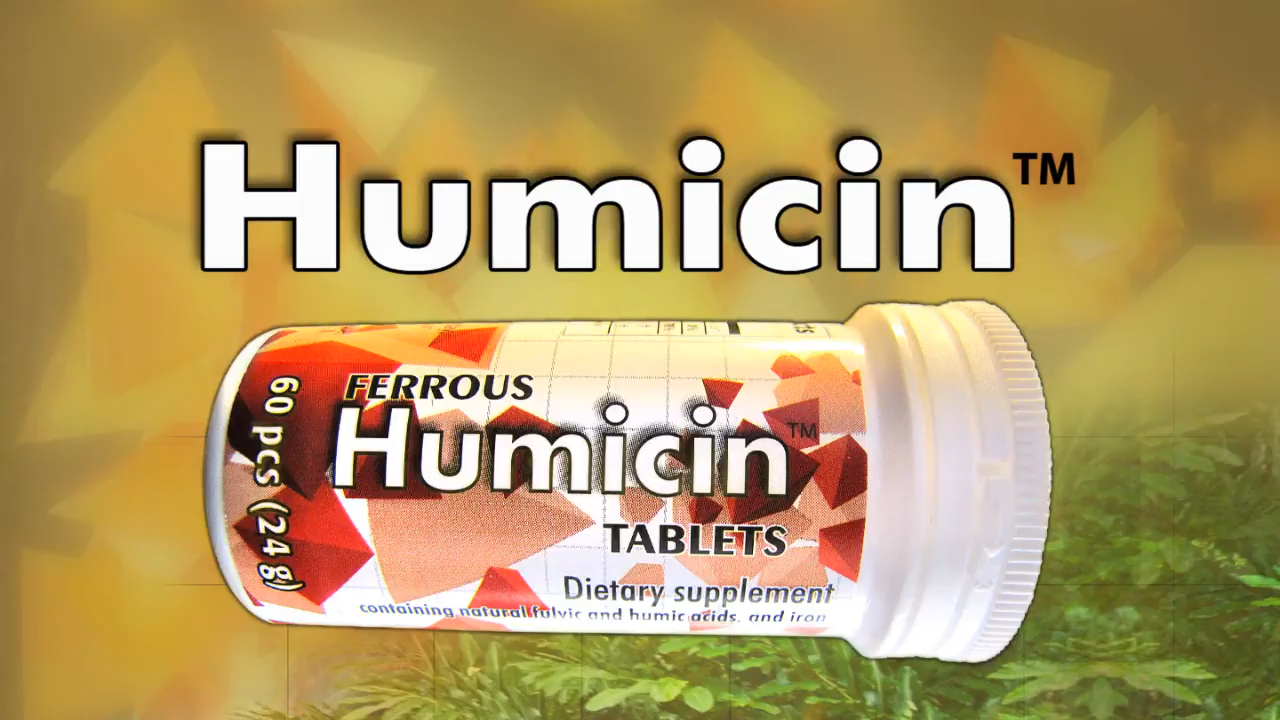 Humicin™
FERROUS
Humicin™
TABLETS
Dietary supplement
containing natural fulvic and humic acids, and iron
60 pcs (24 g)